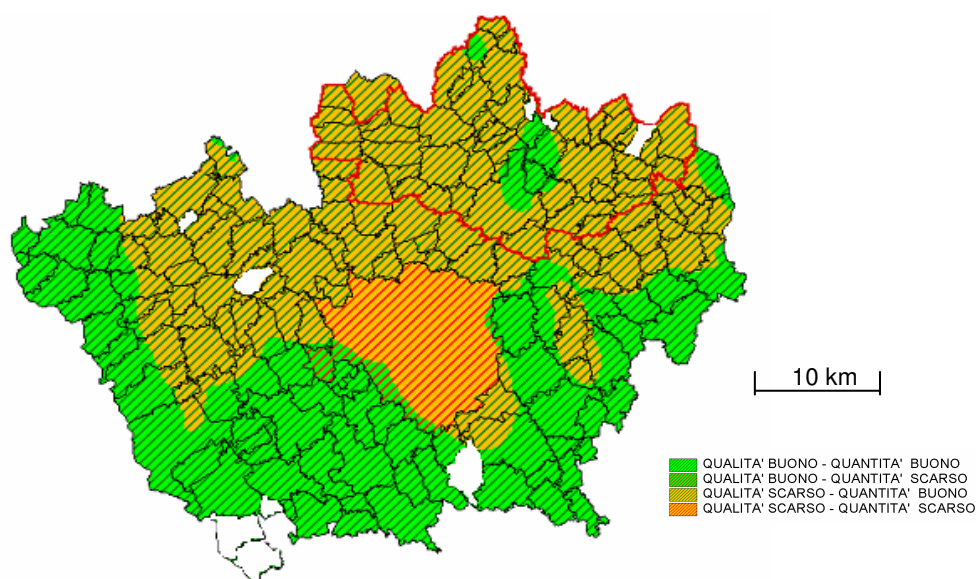 10 km
QUALITA' BUONO - QUANTITA' BUONO
QUALITA' BUONO - QUANTITA' SCARSO
QUALITA' SCARSO - QUANTITA' BUONO
QUALITA' SCARSO - QUANTITA' SCARSO